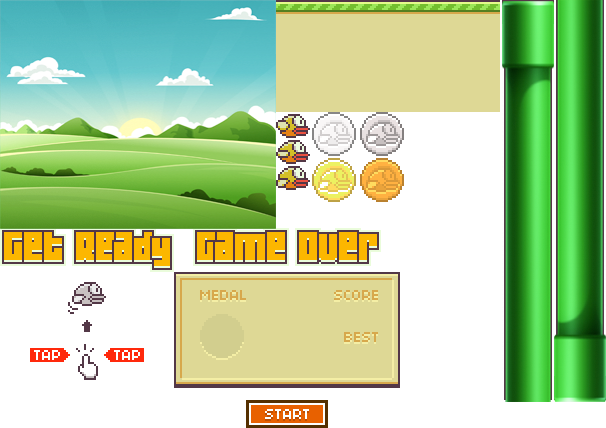 Get Ready
Game Over
MEDAL
SCORE
BEST
TAP
TAP
START